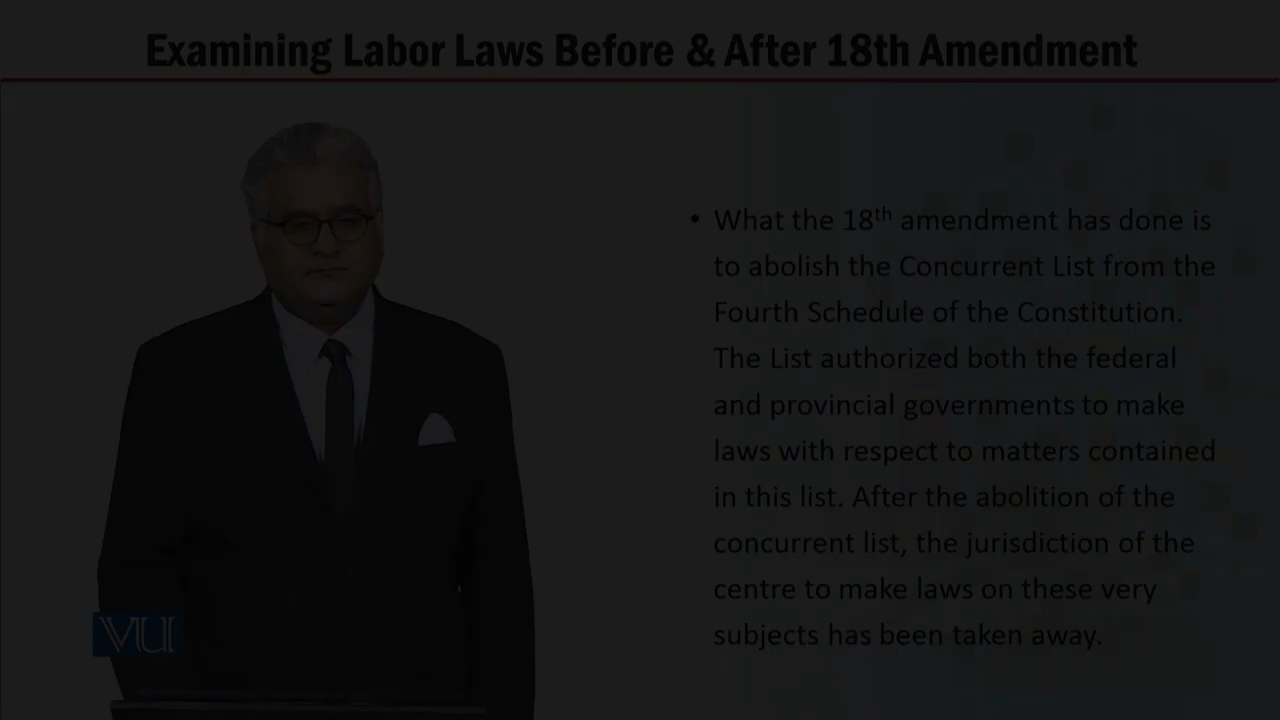 Examining Labor Laws Before & After 18th Amendment
• What the 18th amendment has done is
to abolish the Concurrent List from the
Fourth Schedule of the Constitution.
The List authorized both the federal
and provincial governments to make
laws with respect to matters contained
in this list. After the abolition of the
concurrent list, the jurisdiction of the
centre to make laws on these very
subjects has been taken away.
VU